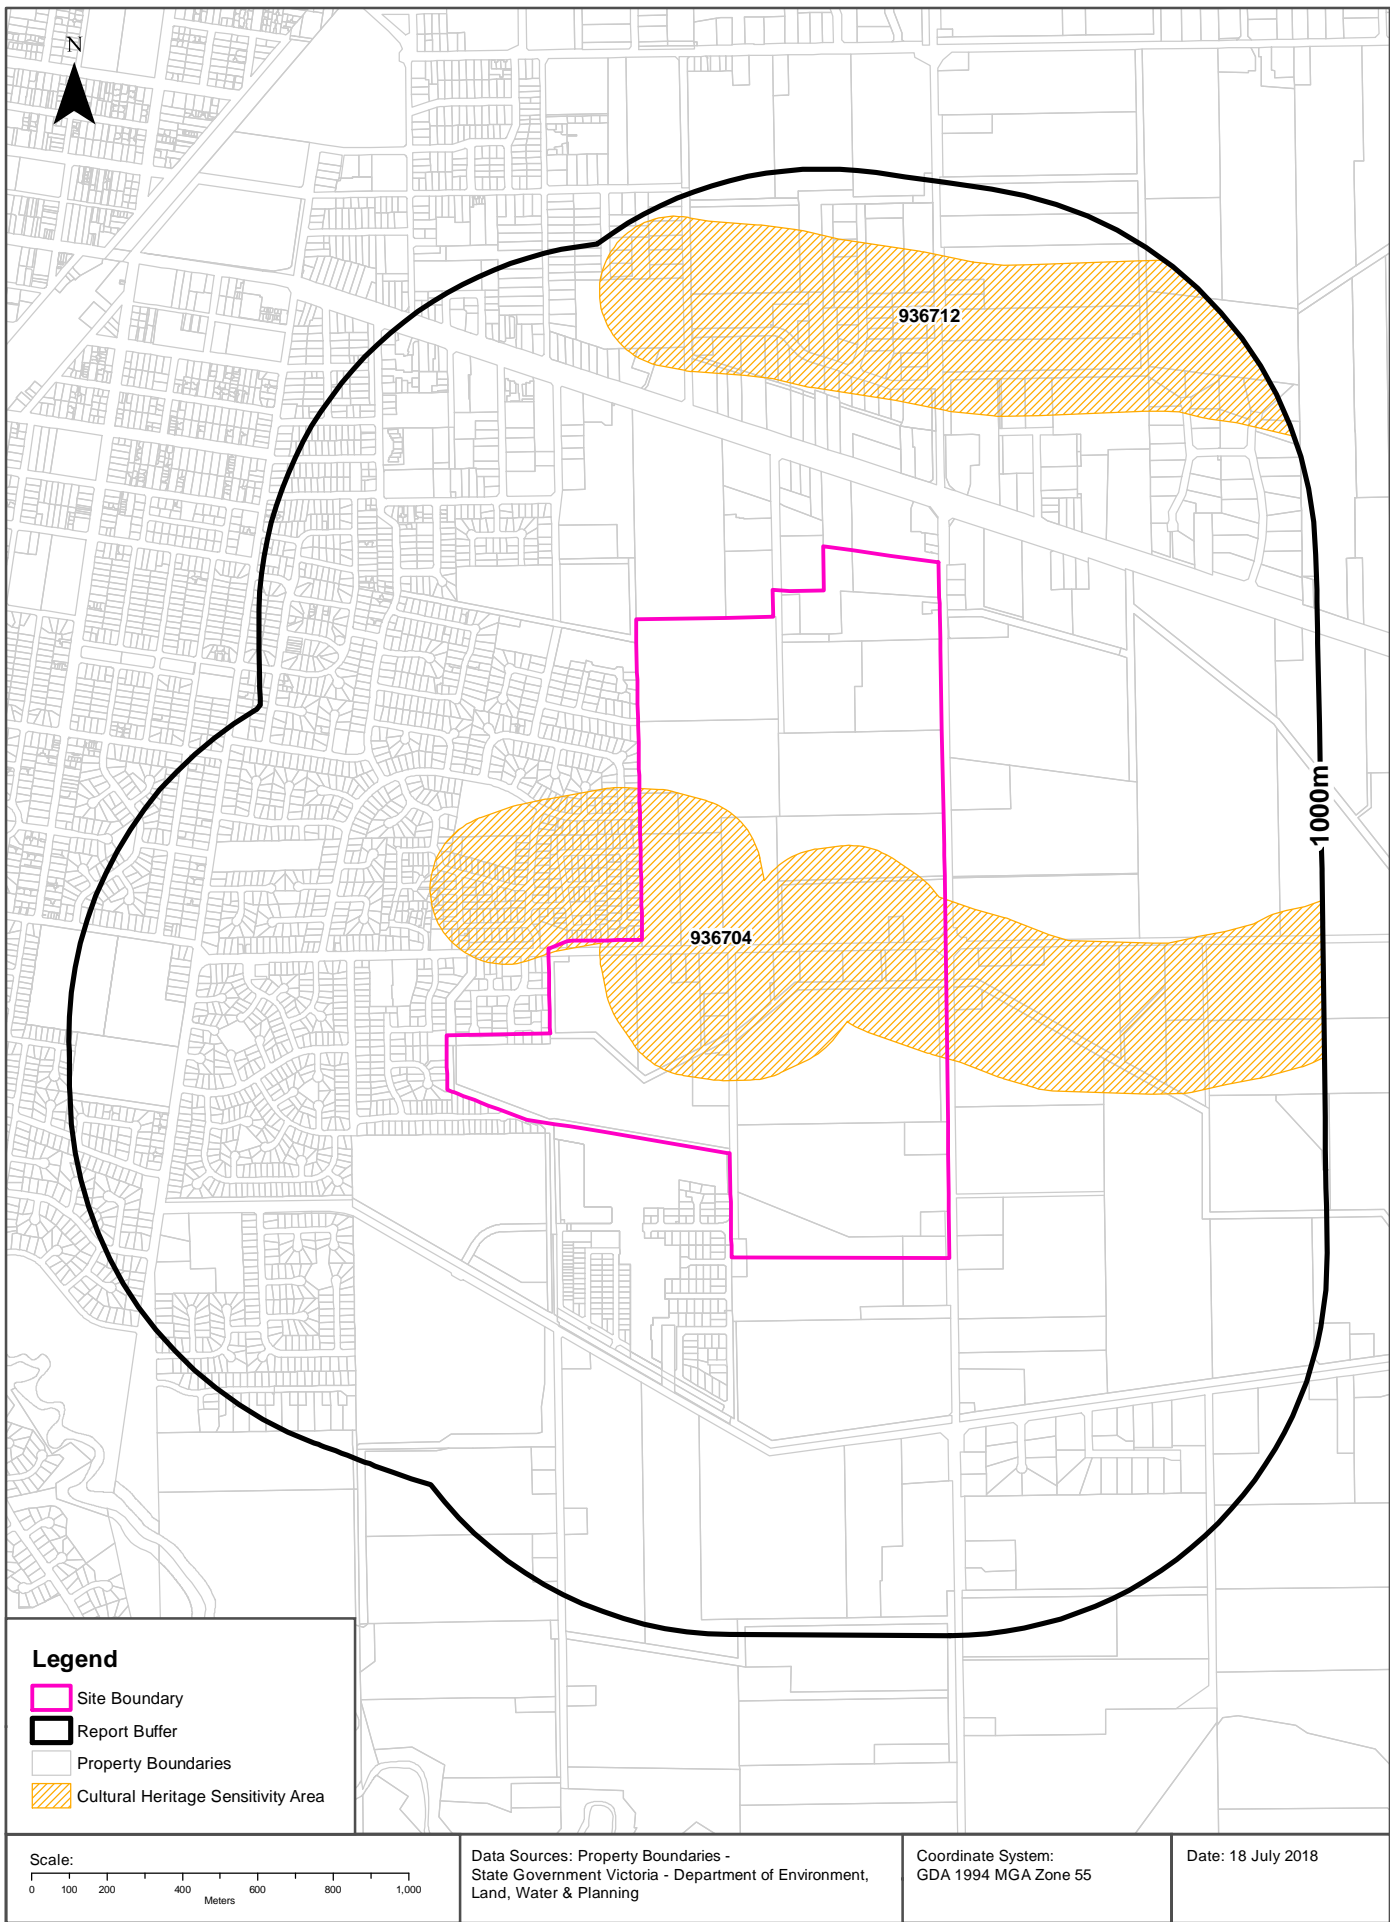 N
936712
1000m
936704
Legend
Site Boundary
Report Buffer
Property Boundaries
Cultural Heritage Sensitivity Area
Scale:
0 100 200 400 600 800 1,000
Meters
Data Sources: Property Boundaries -
State Government Victoria - Department of Environment,
Land, Water & Planning
Coordinate System:
GDA 1994 MGA Zone 55
Date: 18 July 2018